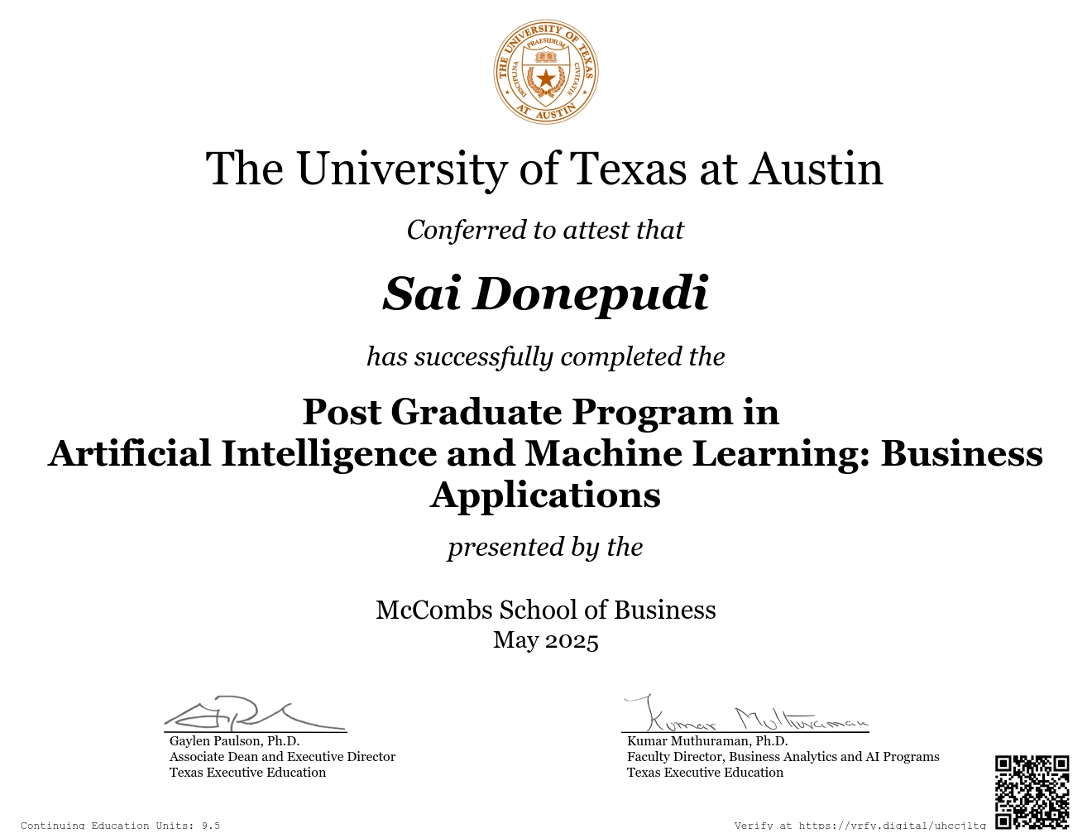 THE UNIVERSITY OF TEXAS
AT AUSTIN
PRAESIDIUM
DISCIPLINA
CIVITATIS
The University of Texas at Austin
Conferred to attest that
Sai Donepudi
has successfully completed the
Post Graduate Program in
Artificial Intelligence and Machine Learning: Business
Applications
presented by the
McCombs School of Business
May 2025
Kumar Muthuraman
Gaylen Paulson, Ph.D.
Associate Dean and Executive Director
Texas Executive Education
Kumar Muthuraman, Ph.D.
Faculty Director, Business Analytics and AI Programs
Texas Executive Education
Continuing Education Units: 9.5
Verify at https://vrfy.digital/uhccjltg